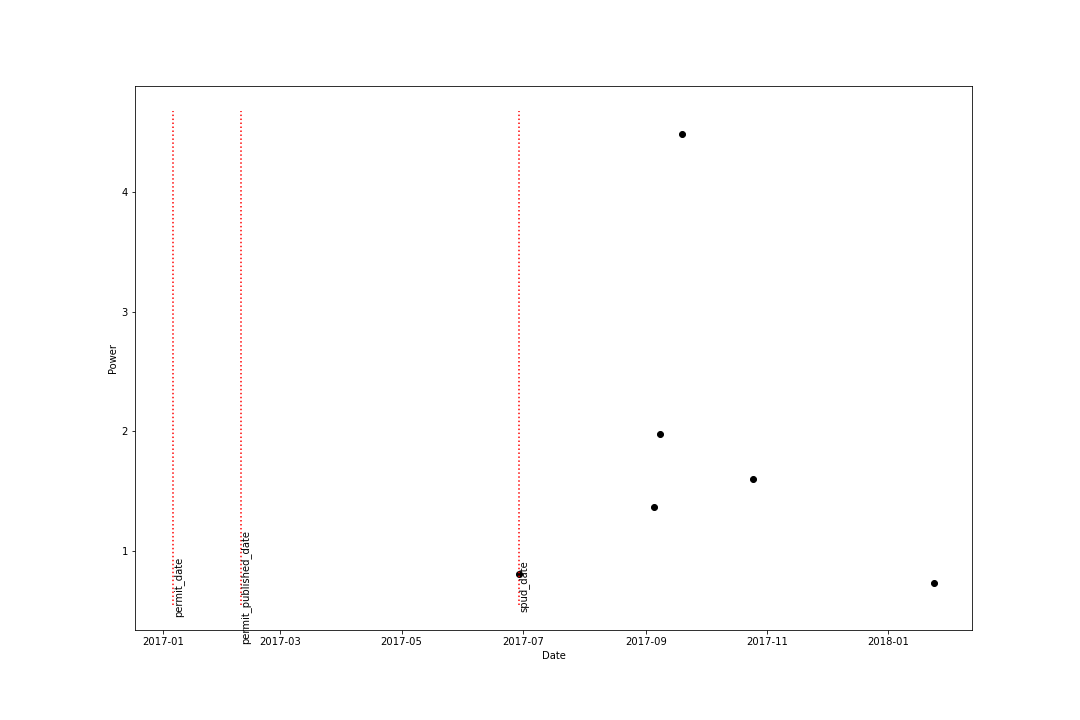 4
3
2
1
Power
permit_date
permit_published_date
spud_date
2017-01
2017-03
2017-05
2017-07
2017-09
2017-11
2018-01
Date